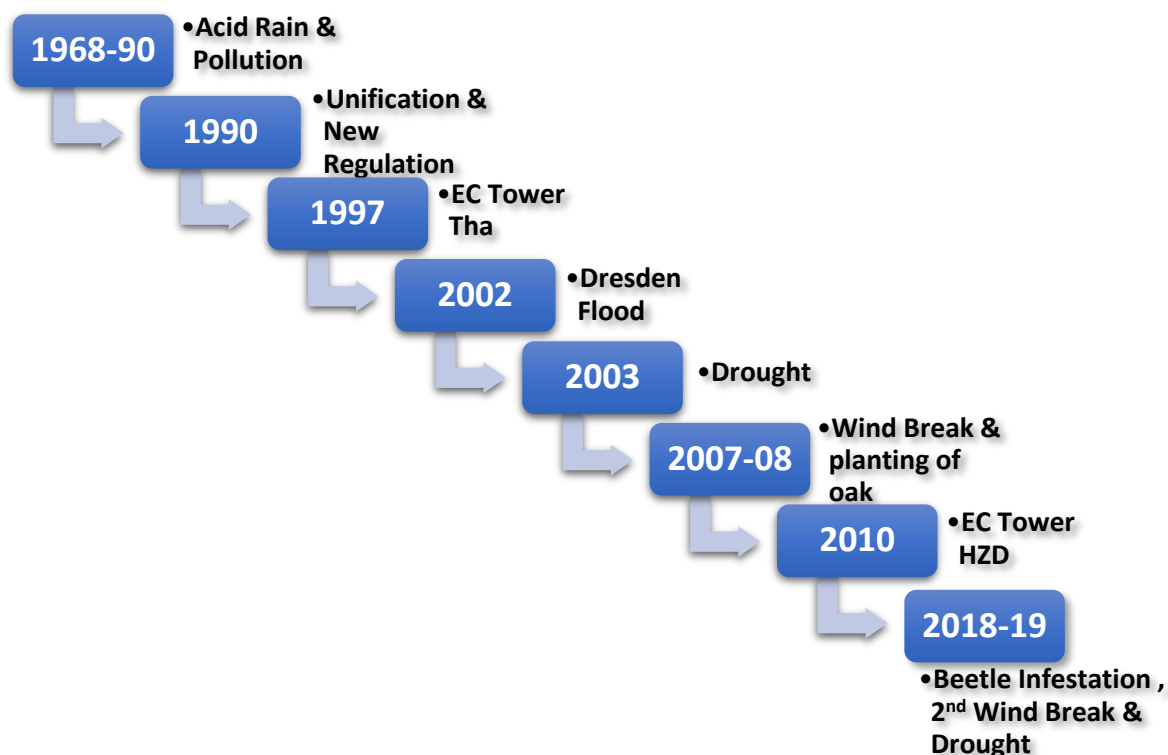 1968-90
•Acid Rain &
Pollution
1990
•Unification &
New
Regulation
1997
•EC Tower
Tha
2002
•Dresden
Flood
2003
•Drought
2007-08
•Wind Break &
planting of
oak
2010
•EC Tower
HZD
2018-19
•Beetle Infestation ,
2nd Wind Break &
Drought